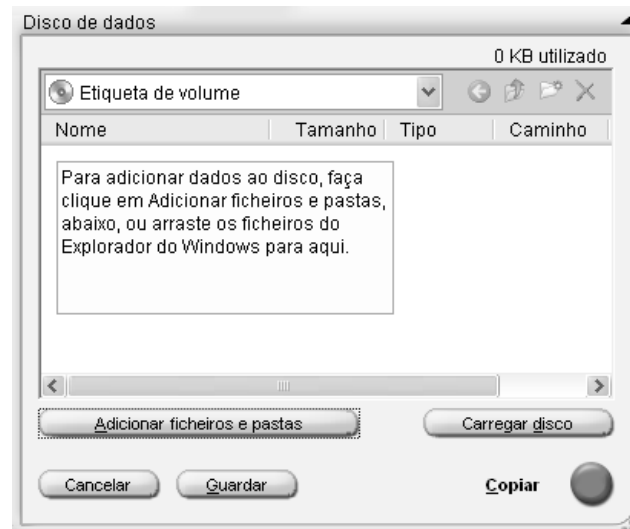 Disco de dados
0 KB utilizado
Etiqueta de volume
Nome Tamanho Tipo Caminho
Para adicionar dados ao disco, faça
clique em Adicionar ficheiros e pastas,
abaixo, ou arraste os ficheiros do
Explorador do Windows para aqui.
Adicionar ficheiros e pastas Carregar disco
Cancelar Guardar Copiar